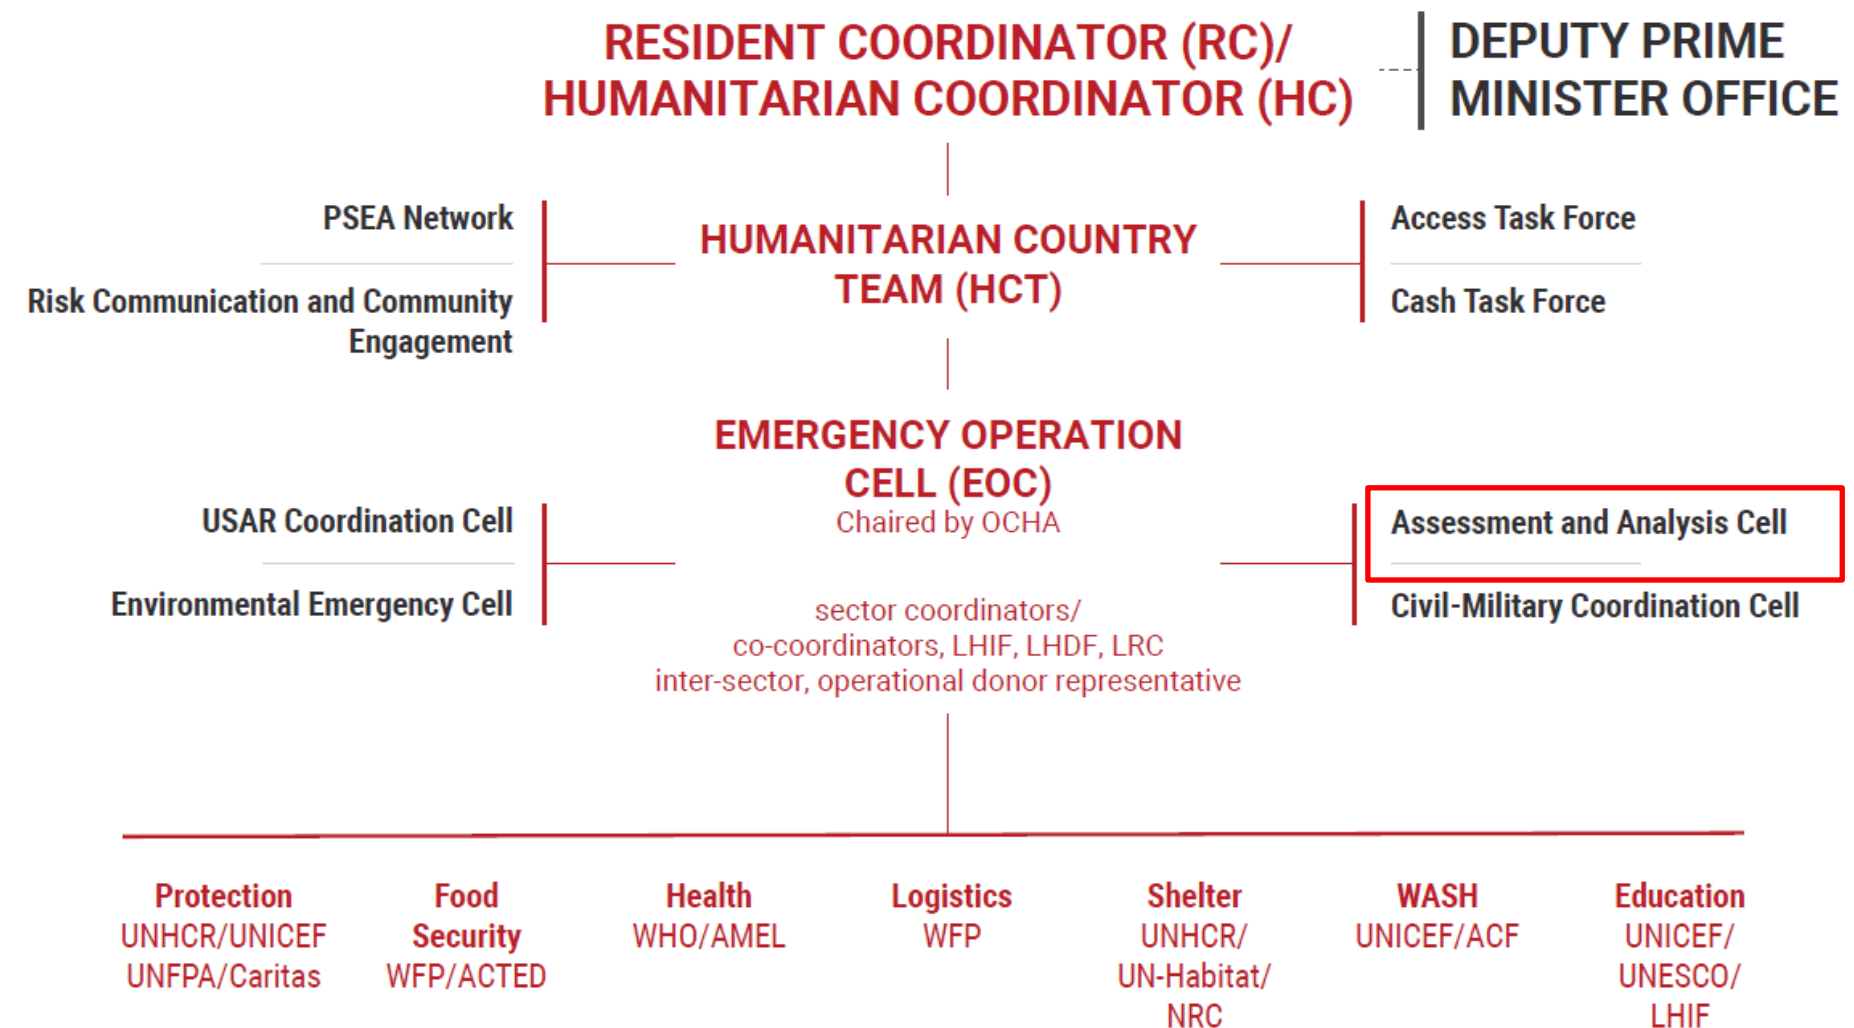 RESIDENT COORDINATOR (RC)/
HUMANITARIAN COORDINATOR (HC)
DEPUTY PRIME
MINISTER OFFICE
PSEA Network
Risk Communication and Community
Engagement
HUMANITARIAN COUNTRY
TEAM (HCT)
Access Task Force
Cash Task Force
EMERGENCY OPERATION
CELL (EOC)
Chaired by OCHA
sector coordinators/
co-coordinators, LHIF, LHDF, LRC
inter-sector, operational donor representative
USAR Coordination Cell
Environmental Emergency Cell
Assessment and Analysis Cell
Civil-Military Coordination Cell
Protection
UNHCR/UNICEF
UNFPA/Caritas
Food
Security
WFP/ACTED
Health
WHO/AMEL
Logistics
WFP
Shelter
UNHCR/
UN-Habitat/
NRC
WASH
UNICEF/ACF
Education
UNICEF/
UNESCO/
LHIF